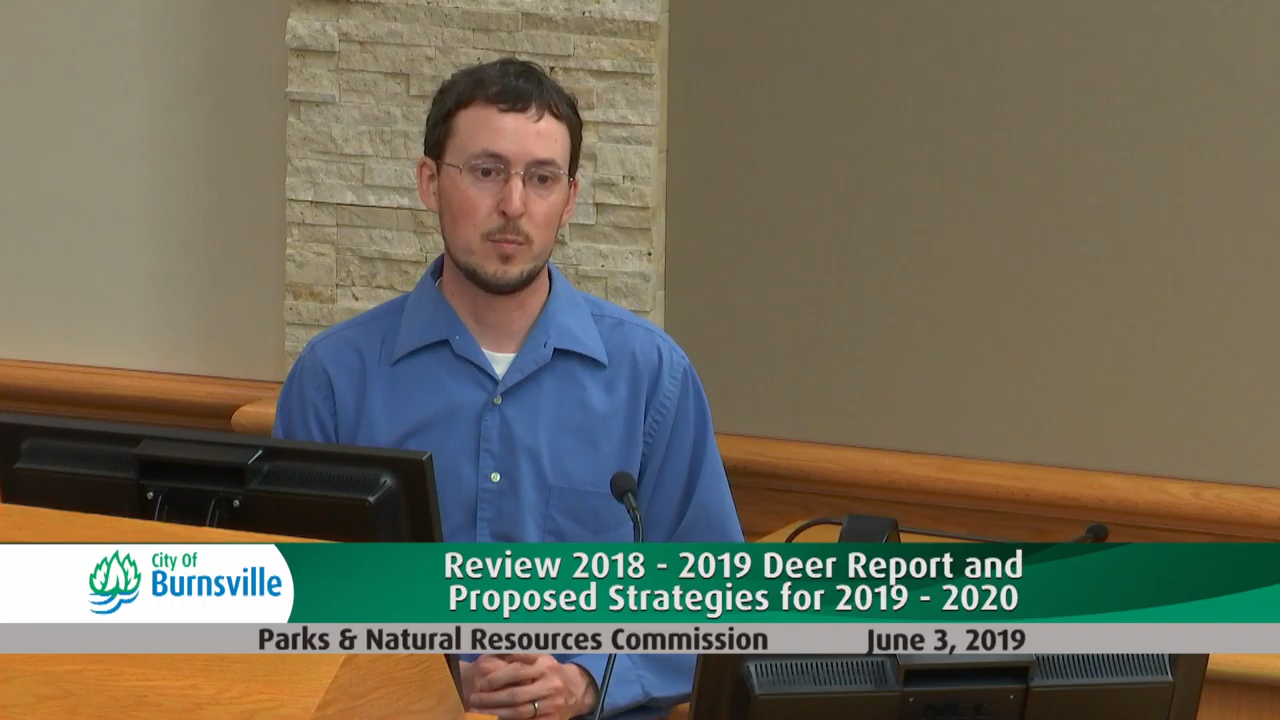 City Of
Burnsville
Review 2018 - 2019 Deer Report and
Proposed Strategies for 2019 - 2020
Parks & Natural Resources Commission June 3, 2019
NEC